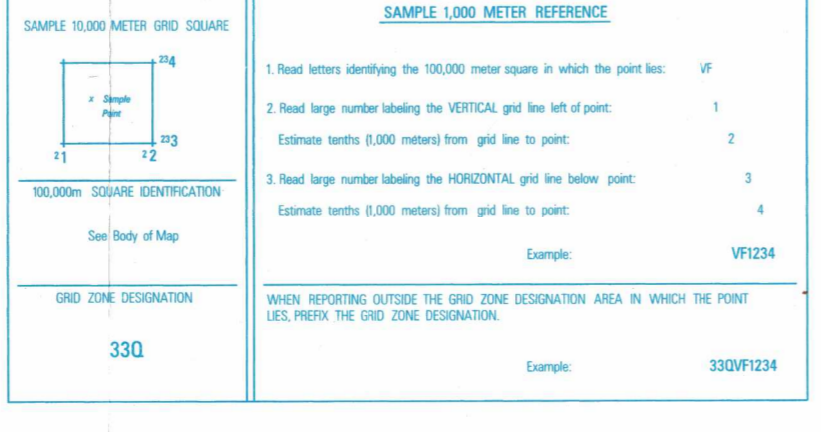 SAMPLE 10,000 METER GRID SQUARE
234
x Sample
Point
233
21
22
100,000m SQUARE IDENTIFICATION
See Body of Map
GRID ZONE DESIGNATION
33Q
SAMPLE 1,000 METER REFERENCE
1. Read letters identifying the 100,000 meter square in which the point lies: VF
2. Read large number labeling the VERTICAL grid line left of point: 1
Estimate tenths (1,000 meters) from grid line to point: 2
3. Read large number labeling the HORIZONTAL grid line below point: 3
Estimate tenths (1,000 meters) from grid line to point: 4
Example: VF1234
WHEN REPORTING OUTSIDE THE GRID ZONE DESIGNATION AREA IN WHICH THE POINT
LIES, PREFIX THE GRID ZONE DESIGNATION.
Example: 33QVF1234